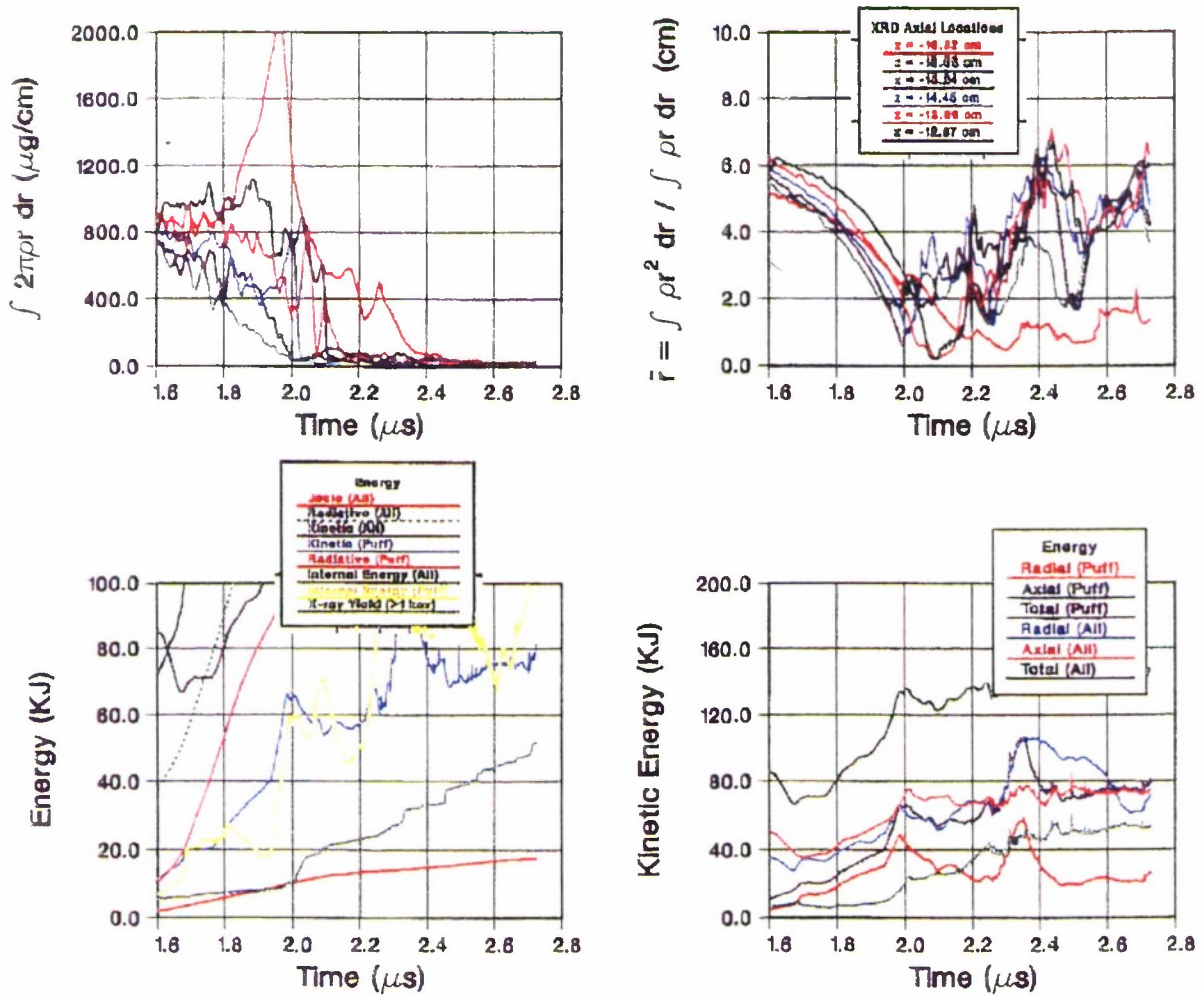 2000.0
1600.0
1200.0
800.0
400.0
0.0
∫ 2πρr dr (μg/cm)
1.6 1.8 2.0 2.2 2.4 2.6 2.8
Time (μs)
XRD Axial Locations
z = -14.45 cm
10.0
8.0
6.0
4.0
2.0
0.0
r̄ = ∫ ρr² dr / ∫ ρr dr (cm)
1.6 1.8 2.0 2.2 2.4 2.6 2.8
Time (μs)
Energy
Joule (All)
Radiative (All)
Kinetic (All)
Kinetic (Puff)
Radiative (Puff)
Internal Energy (All)
Internal Energy (Puff)
X-ray Yield (>1 kev)
100.0
80.0
60.0
40.0
20.0
0.0
Energy (KJ)
1.6 1.8 2.0 2.2 2.4 2.6 2.8
Time (μs)
Energy
Radial (Puff)
Axial (Puff)
Total (Puff)
Radial (All)
Axial (All)
Total (All)
200.0
160.0
120.0
80.0
40.0
0.0
Kinetic Energy (KJ)
1.6 1.8 2.0 2.2 2.4 2.6 2.8
Time (μs)